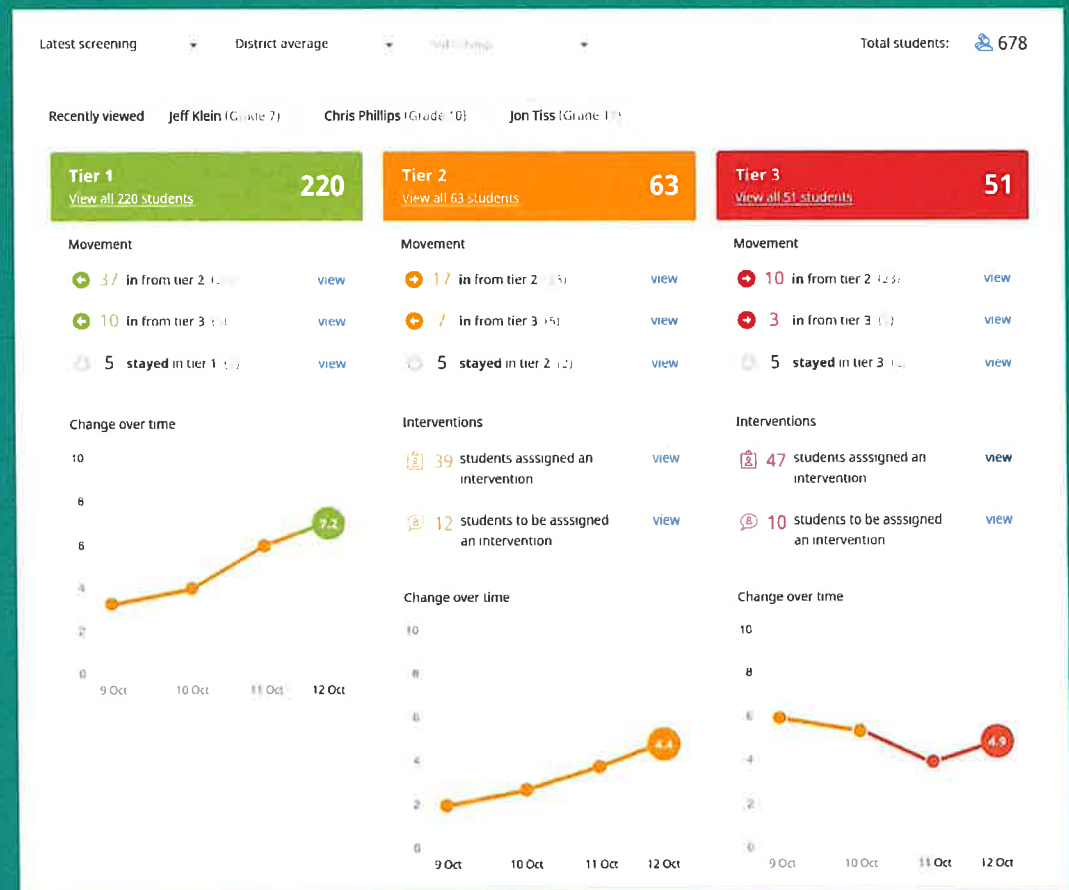 Latest screening
District average
Total students: 678
Recently viewed Jeff Klein (Grade 7) Chris Phillips (Grade 10) Jon Tiss (Grade
Tier 1
View all 220 students
220
Movement
37 in from tier 2
view
10 in from tier 3
view
5 stayed in tier 1
view
Change over time
10
8
6
4
2
0
7.2
9 Oct 10 Oct 11 Oct 12 Oct
Tier 2
View all 63 students
63
Movement
17 in from tier 2
view
7 in from tier 3 (5)
view
5 stayed in tier 2 (2)
view
Interventions
39 students asssigned an
intervention
view
12 students to be asssigned
an intervention
view
Change over time
10
8
6
4
2
0
4.4
9 Oct 10 Oct 11 Oct 12 Oct
Tier 3
View all 51 students
51
Movement
10 in from tier 2 (23)
view
3 in from tier 3
view
5 stayed in tier 3
view
Interventions
47 students asssigned an
intervention
view
10 students to be asssigned
an intervention
view
Change over time
10
8
6
4
2
0
4.9
9 Oct 10 Oct 11 Oct 12 Oct